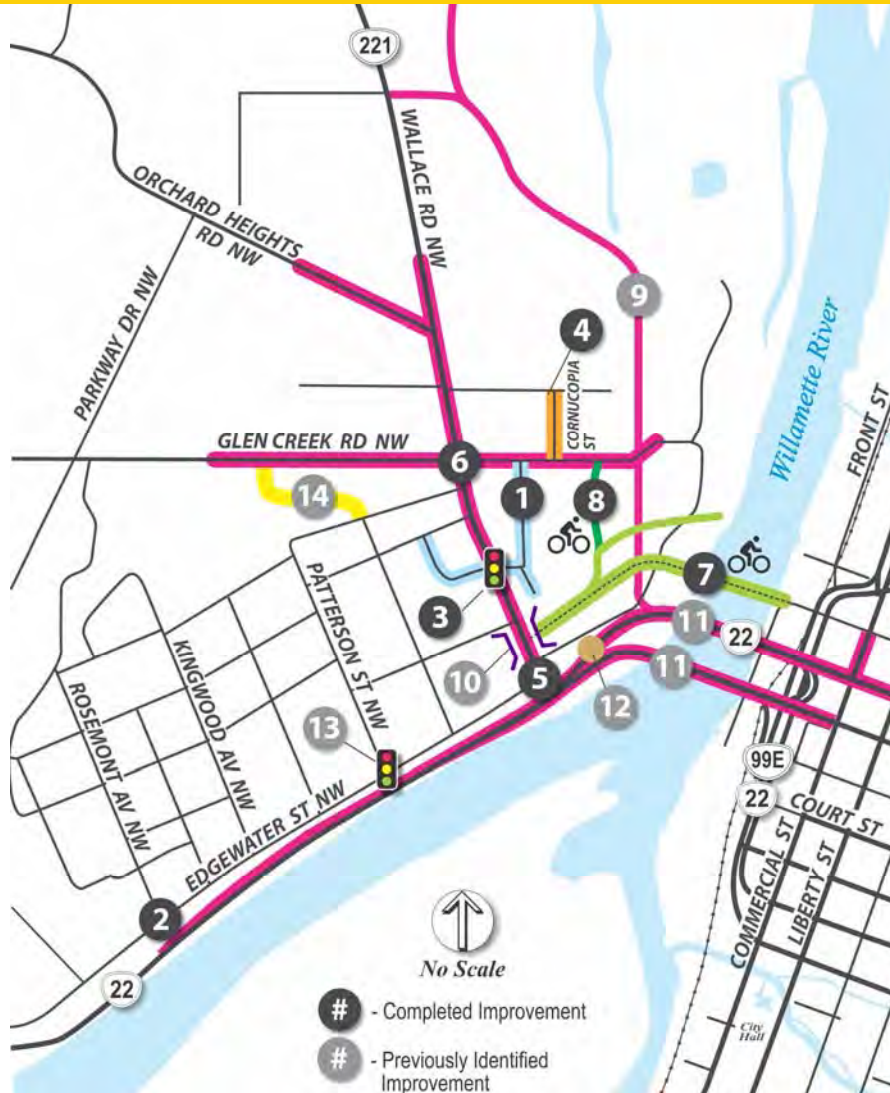 221
WALLACE RD NW
ORCHARD HEIGHTS
RD NW
PARKWAY DR NW
9
4
CORNUCOPIA
ST
Willamette River
FRONT ST
GLEN CREEK RD NW
6
14
1
8
7
PATTERSON ST NW
3
KINGWOOD AV NW
ROSEMONT AV NW
10
5
11
22
11
12
13
EDGEWATER ST NW
99E
22
COURT ST
COMMERCIAL ST
LIBERTY ST
2
22
No Scale
# - Completed Improvement
# - Previously Identified
Improvement
City
Hall